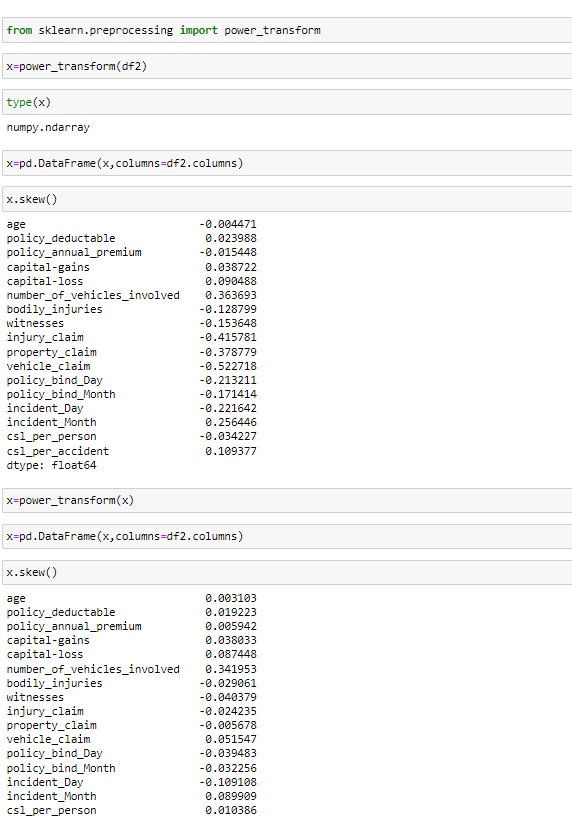 from sklearn.preprocessing import power_transform
x=power_transform(df2)
type(x)
numpy.ndarray
x=pd.DataFrame(x,columns=df2.columns)
x.skew()
age -0.004471
policy_deductable 0.023988
policy_annual_premium -0.015448
capital-gains 0.038722
capital-loss 0.090488
number_of_vehicles_involved 0.363693
bodily_injuries -0.128799
witnesses -0.153648
injury_claim -0.415781
property_claim -0.378779
vehicle_claim -0.522718
policy_bind_Day -0.213211
policy_bind_Month -0.171414
incident_Day -0.221642
incident_Month 0.256446
csl_per_person -0.034227
csl_per_accident 0.109377
dtype: float64
x=power_transform(x)
x=pd.DataFrame(x,columns=df2.columns)
x.skew()
age 0.003103
policy_deductable 0.019223
policy_annual_premium 0.005942
capital-gains 0.038033
capital-loss 0.087448
number_of_vehicles_involved 0.341953
bodily_injuries -0.029061
witnesses -0.040379
injury_claim -0.024235
property_claim -0.005678
vehicle_claim 0.051547
policy_bind_Day -0.039483
policy_bind_Month -0.032256
incident_Day -0.109108
incident_Month 0.089909
csl_per_person 0.010386